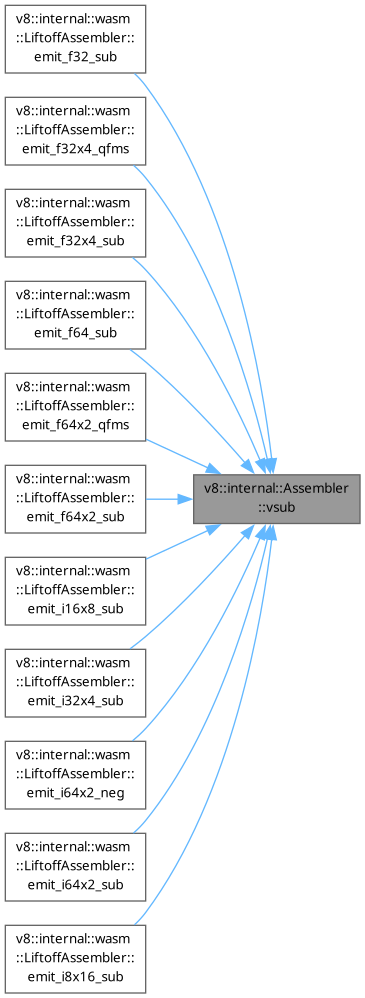 v8::internal::wasm
::LiftoffAssembler::
emit_f32_sub
v8::internal::wasm
::LiftoffAssembler::
emit_f32x4_qfms
v8::internal::wasm
::LiftoffAssembler::
emit_f32x4_sub
v8::internal::wasm
::LiftoffAssembler::
emit_f64_sub
v8::internal::wasm
::LiftoffAssembler::
emit_f64x2_qfms
v8::internal::wasm
::LiftoffAssembler::
emit_f64x2_sub
v8::internal::Assembler
::vsub
v8::internal::wasm
::LiftoffAssembler::
emit_i16x8_sub
v8::internal::wasm
::LiftoffAssembler::
emit_i32x4_sub
v8::internal::wasm
::LiftoffAssembler::
emit_i64x2_neg
v8::internal::wasm
::LiftoffAssembler::
emit_i64x2_sub
v8::internal::wasm
::LiftoffAssembler::
emit_i8x16_sub